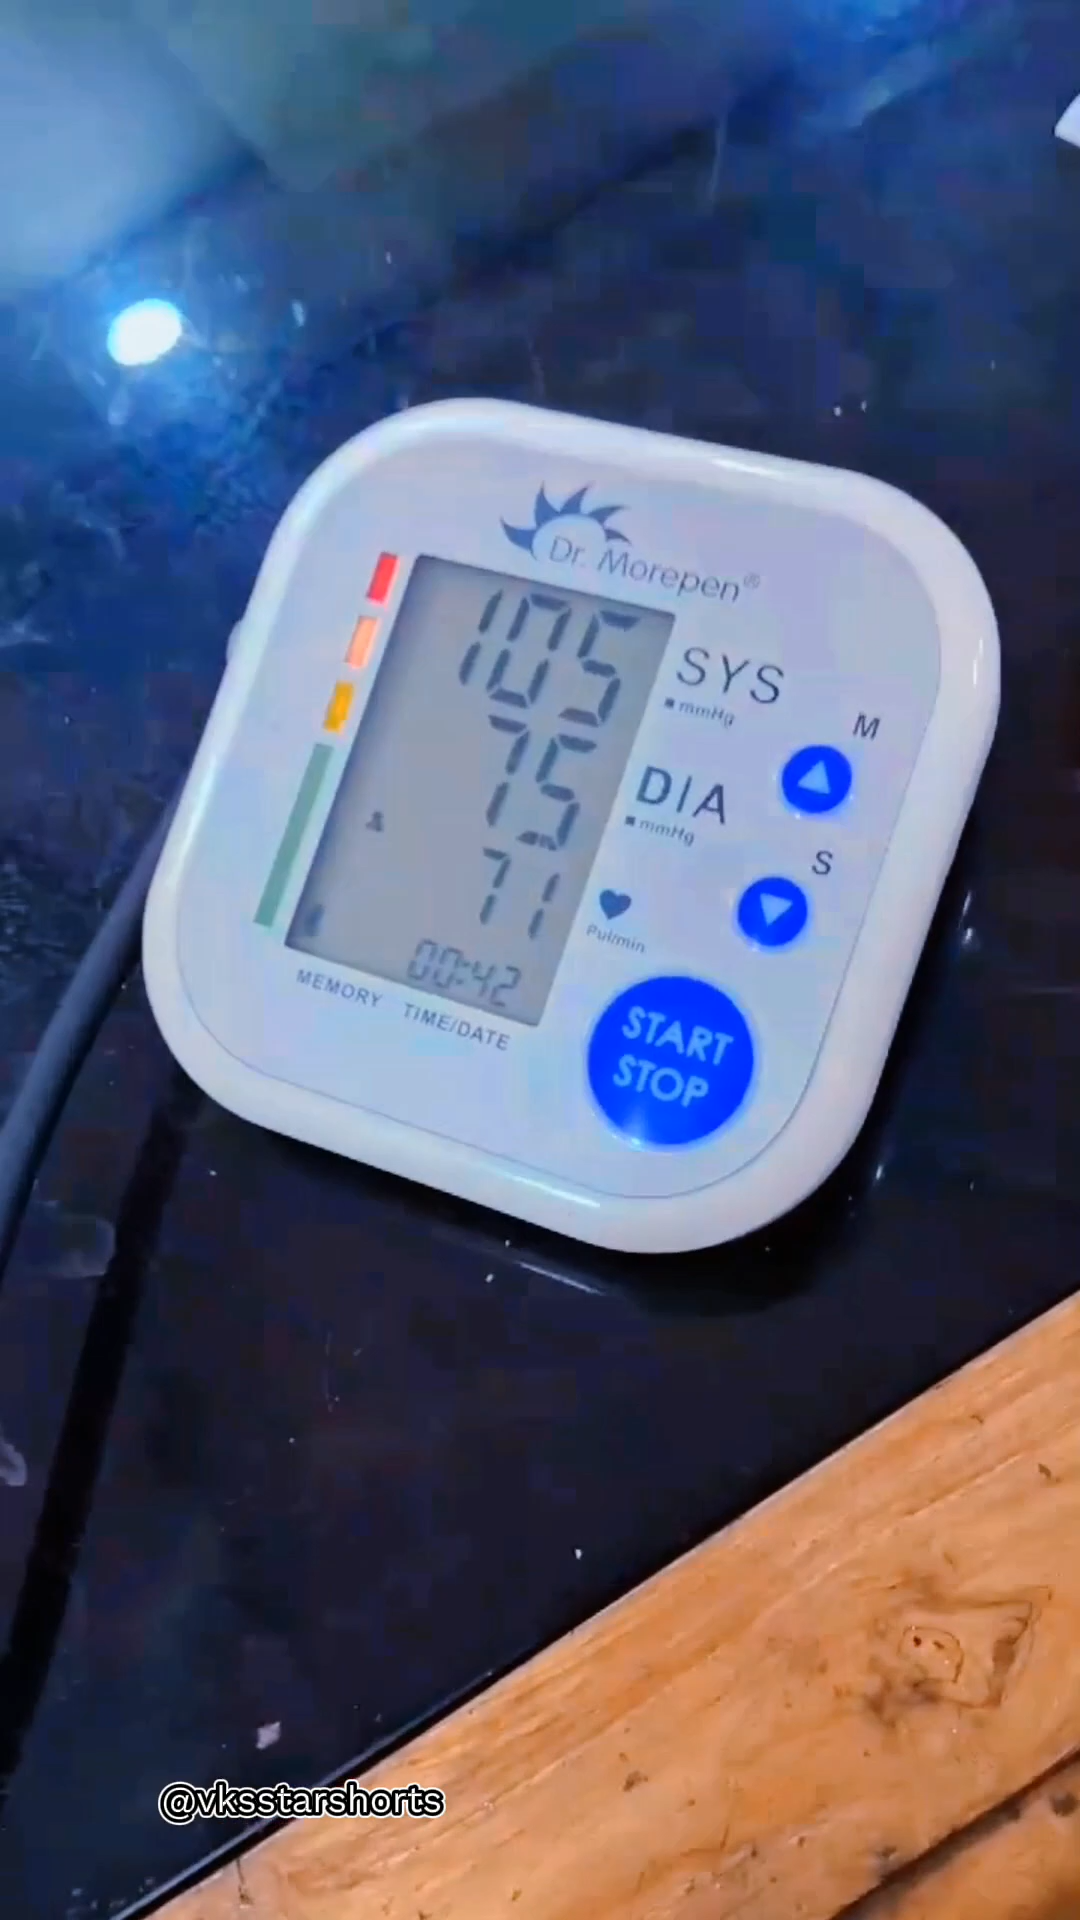 Dr. Morepen®
105
SYS
mmHg
M
75
DIA
mmHg
S
71
Pul/min
00:42
MEMORY TIME/DATE
START
STOP
@vksstarshorts